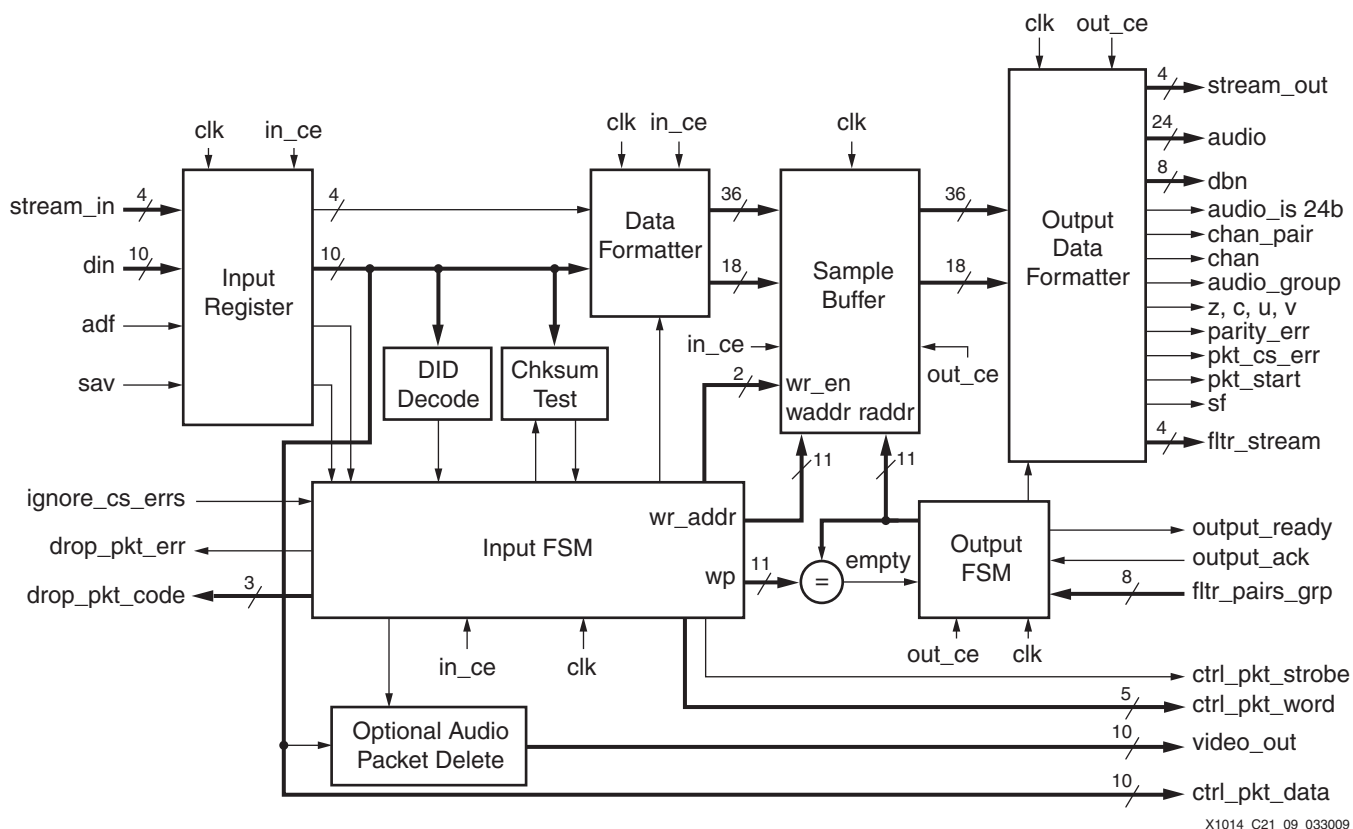 clk
out_ce
4
stream_out
24
audio
8
dbn
audio_is 24b
chan_pair
chan
audio_group
z, c, u, v
parity_err
pkt_cs_err
pkt_start
sf
4
fltr_stream
Output
Data
Formatter
clk
in_ce
clk
in_ce
clk
stream_in
4
4
din
10
10
adf
sav
Input
Register
Data
Formatter
36
18
Sample
Buffer
36
18
in_ce
out_ce
2
wr_en
waddr raddr
11
11
DID
Decode
Chksum
Test
ignore_cs_errs
drop_pkt_err
drop_pkt_code
3
Input FSM
wr_addr
wp
11
=
empty
Output
FSM
output_ready
output_ack
8
fltr_pairs_grp
in_ce
clk
out_ce
clk
ctrl_pkt_strobe
5
ctrl_pkt_word
Optional Audio
Packet Delete
10
video_out
10
ctrl_pkt_data
X1014_C21_09_033009